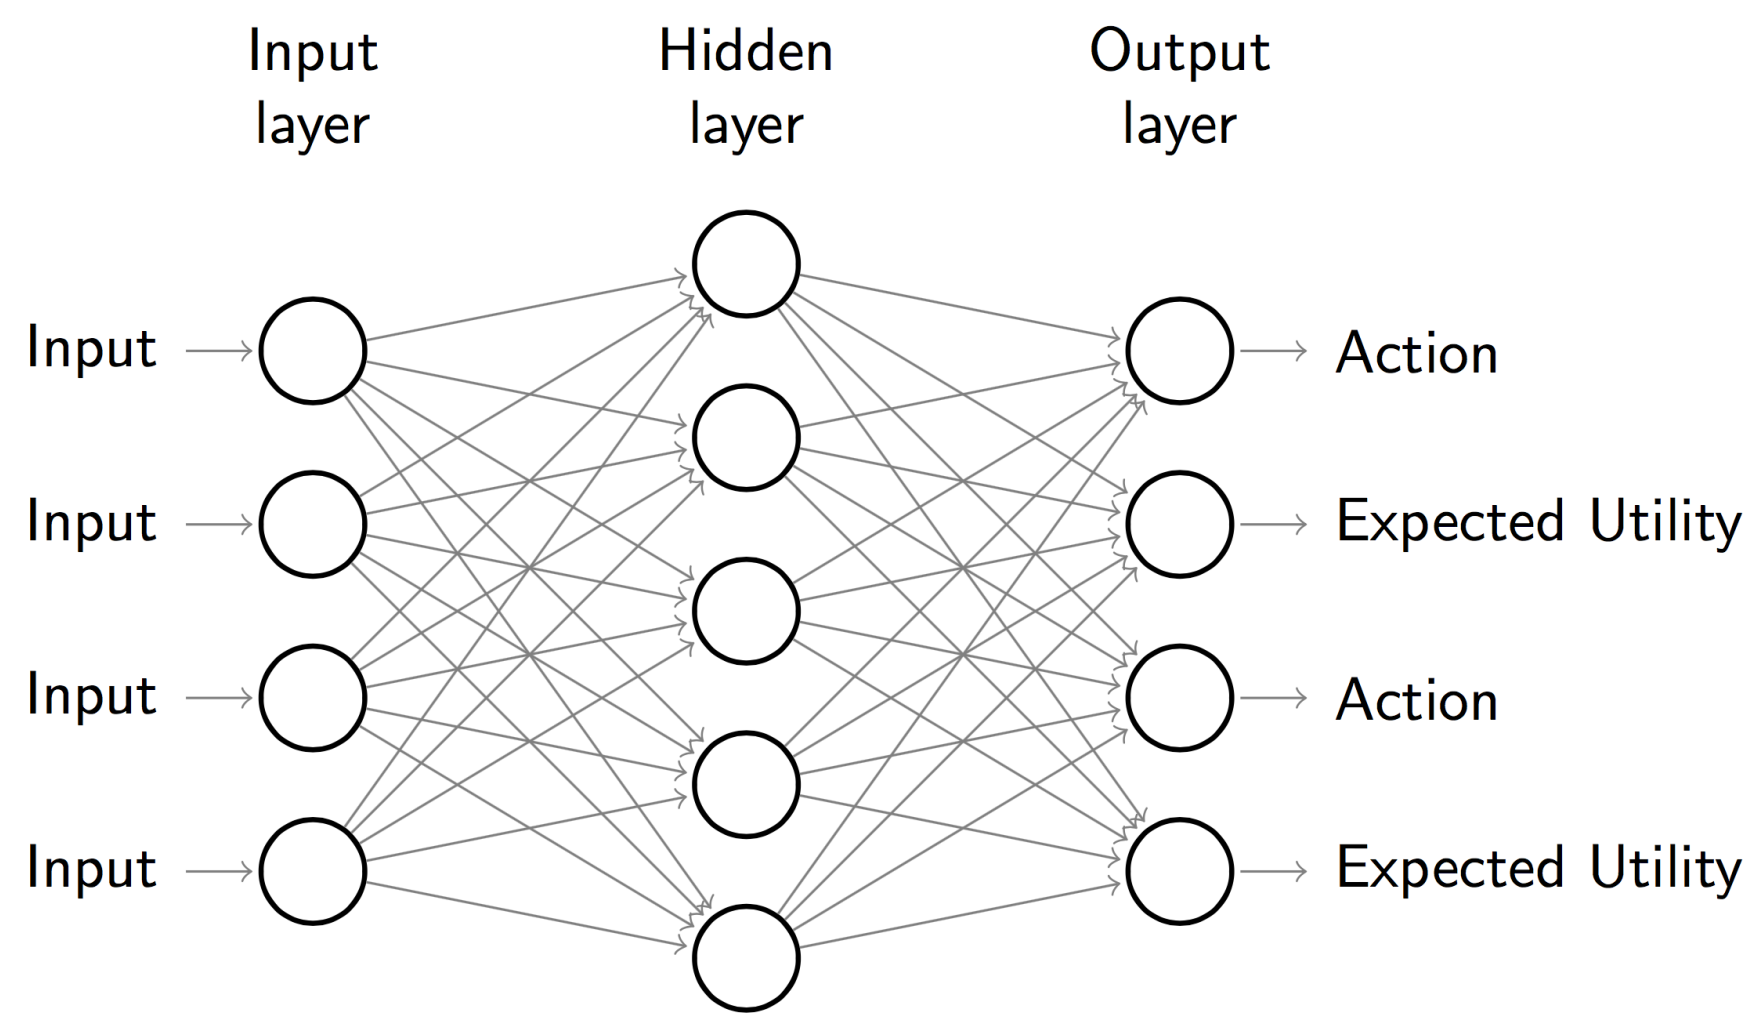 Input
layer
Hidden
layer
Output
layer
Input
Action
Input
Expected Utility
Input
Action
Input
Expected Utility